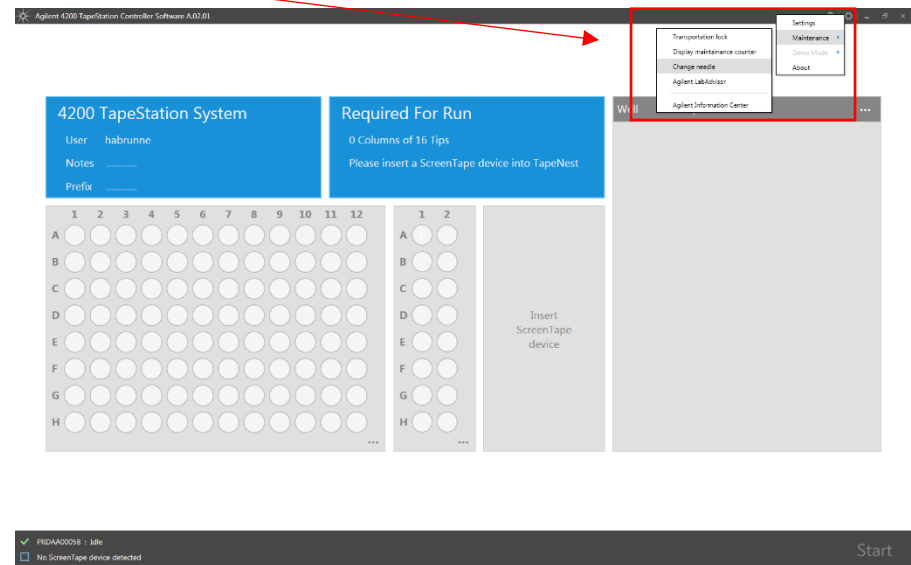 Agilent 4200 TapeStation Controller Software A.02.01
Settings
Maintenance
Demo Mode
About
Transportation lock
Display maintainance counter
Change needle
Agilent LabAdvisor
Agilent Information Center
4200 TapeStation System
User habrunne
Notes .............
Prefix .............
Required For Run
0 Columns of 16 Tips
Please insert a ScreenTape device into TapeNest
Well
...
1 2 3 4 5 6 7 8 9 10 11 12
A
B
C
D
E
F
G
H
...
1 2
A
B
C
D
E
F
G
H
...
Insert
ScreenTape
device
PRDAA00058 : Idle
No ScreenTape device detected
Start